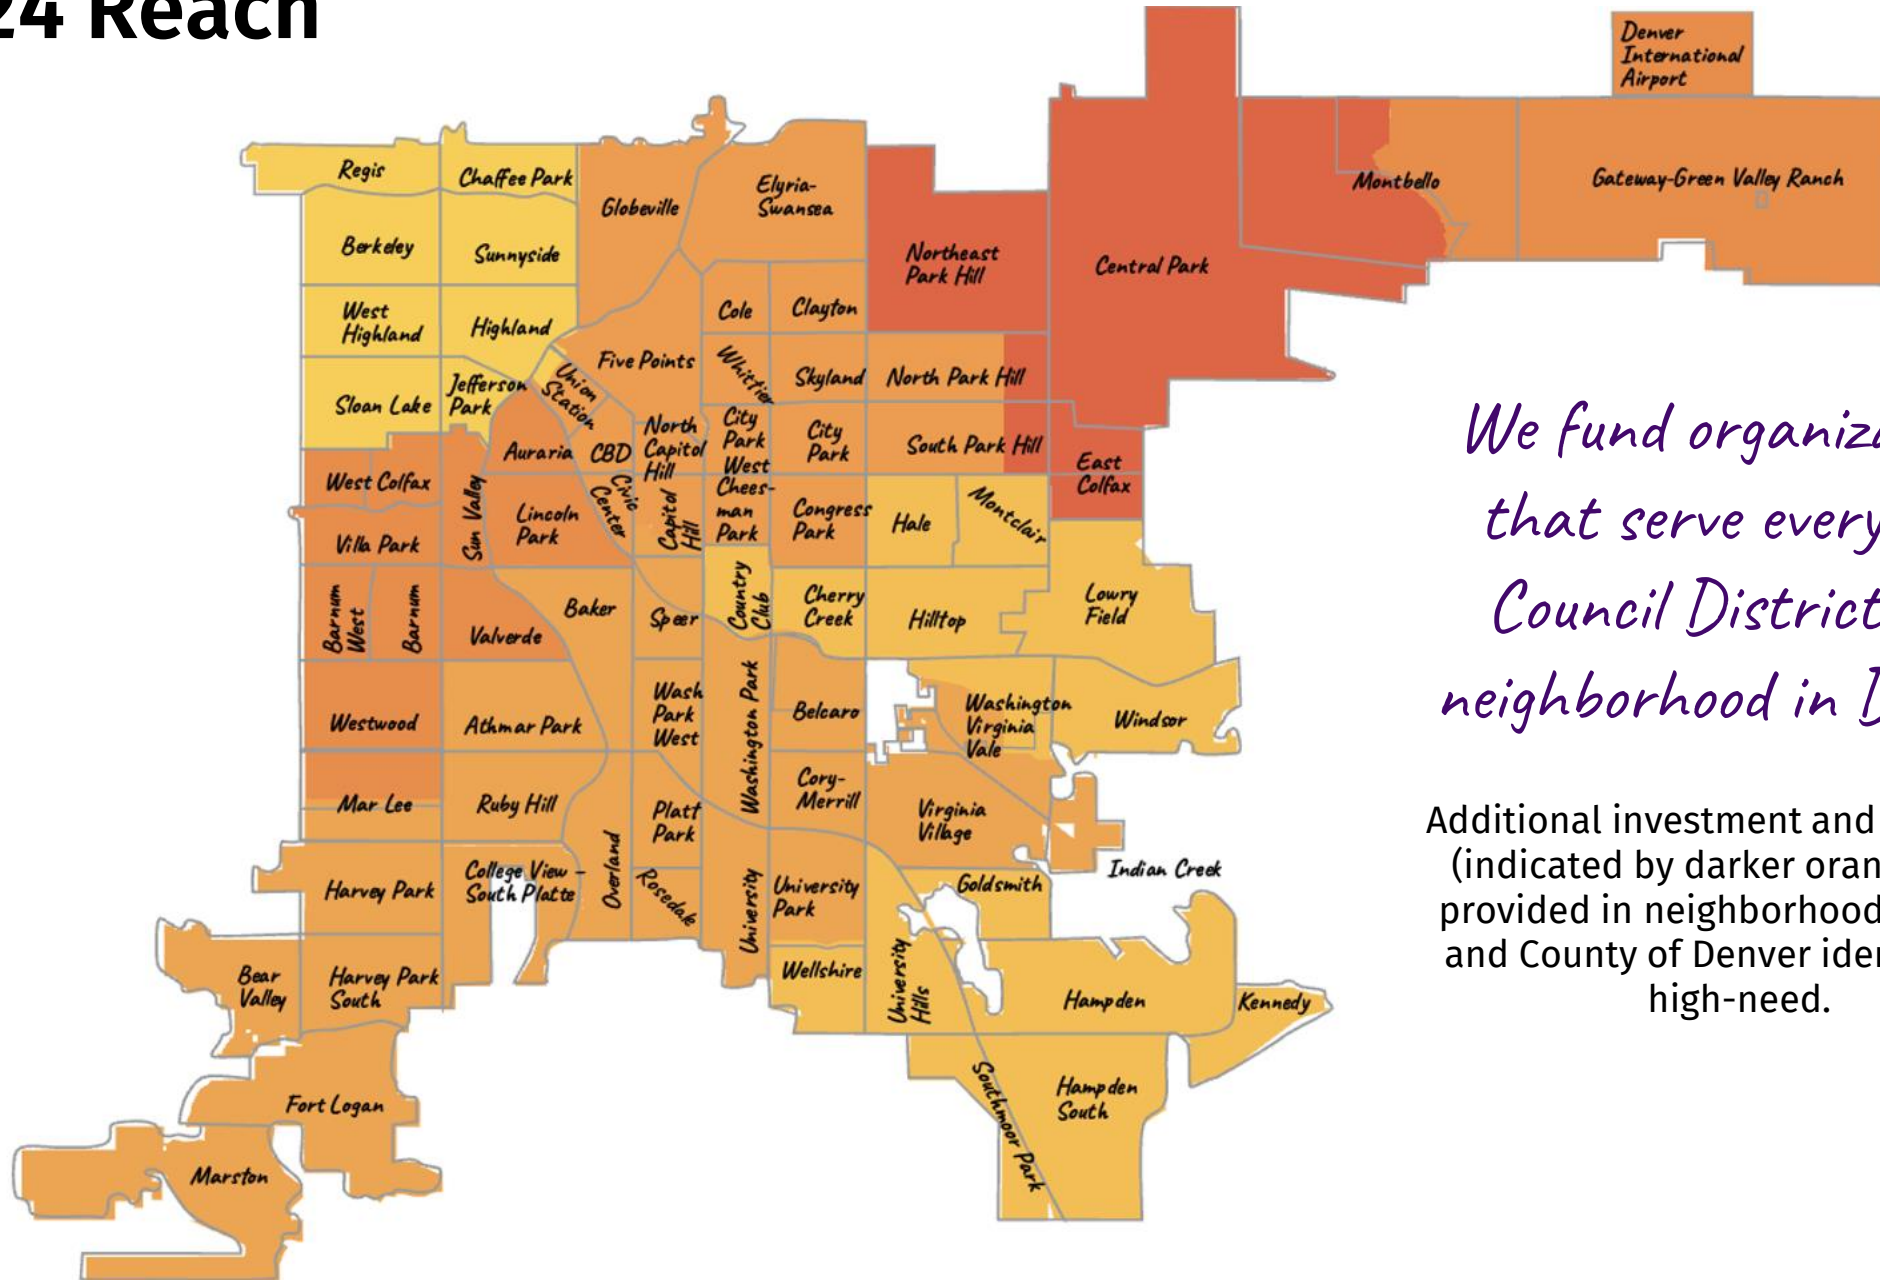 24 Reach
Denver
International
Airport
Regis
Chaffee Park
Globeville
Elyria-
Swansea
Montbello
Gateway-Green Valley Ranch
Berkeley
Sunnyside
Northeast
Park Hill
Central Park
West
Highland
Highland
Cole
Clayton
Five Points
Whittier
Skyland
North Park Hill
Union
Station
Sloan Lake
Jefferson
Park
Auraria
CBD
North
Capitol
Hill
City
Park
West
City
Park
South Park Hill
East
Colfax
West Colfax
Sun Valley
Lincoln
Park
Civic
Center
Capitol
Hill
Chees-
man
Park
Congress
Park
Hale
Montclair
Villa Park
Barnum
West
Barnum
Valverde
Baker
Speer
Country
Club
Cherry
Creek
Hilltop
Lowry
Field
Westwood
Athmar Park
Wash
Park
West
Washington Park
Belcaro
Washington
Virginia
Vale
Windsor
Mar Lee
Ruby Hill
Platt
Park
Cory-
Merrill
Virginia
Village
Indian Creek
Harvey Park
College View -
South Platte
Overland
Rosedale
University
University
Park
Goldsmith
Bear
Valley
Harvey Park
South
Wellshire
University
Hills
Hampden
Kennedy
Fort Logan
Southmoor Park
Hampden
South
Marston
We fund organiz
that serve every
Council District
neighborhood in D
Additional investment and
(indicated by darker oran
provided in neighborhood
and County of Denver iden
high-need.